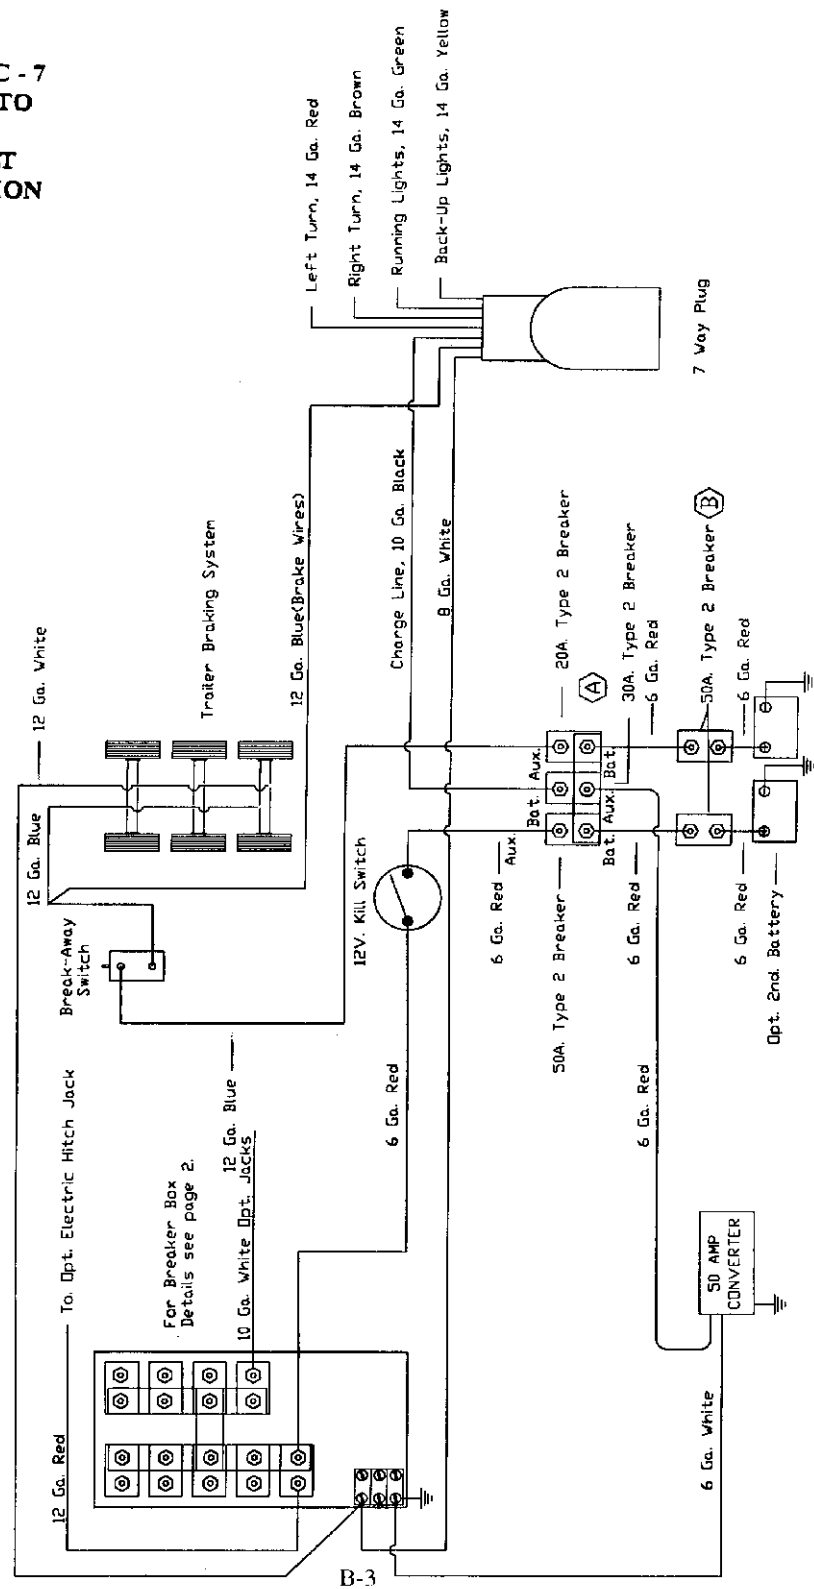 C - 7
TO
LT
ION
Left Turn, 14 Ga. Red
Right Turn, 14 Ga. Brown
Running Lights, 14 Ga. Green
Back-Up Lights, 14 Ga. Yellow
7 Way Plug
12 Ga. White
Trailer Braking System
12 Ga. Blue(Brake Wires)
Charge Line, 10 Ga. Black
8 Ga. White
20A. Type 2 Breaker
A
30A. Type 2 Breaker
6 Ga. Red
50A. Type 2 Breaker
B
6 Ga. Red
12 Ga. Blue
Break-Away
Switch
12V. Kill Switch
6 Ga. Red
Aux.
Bat.
Aux.
Bat.
Aux.
Bat.
50A. Type 2 Breaker
6 Ga. Red
6 Ga. Red
Opt. 2nd. Battery
To Opt. Electric Hitch Jack
For Breaker Box
Details see page 2.
12 Ga. Blue
10 Ga. White Opt. Jacks
6 Ga. Red
6 Ga. Red
12 Ga. Red
50 AMP
CONVERTER
6 Ga. White
B-3